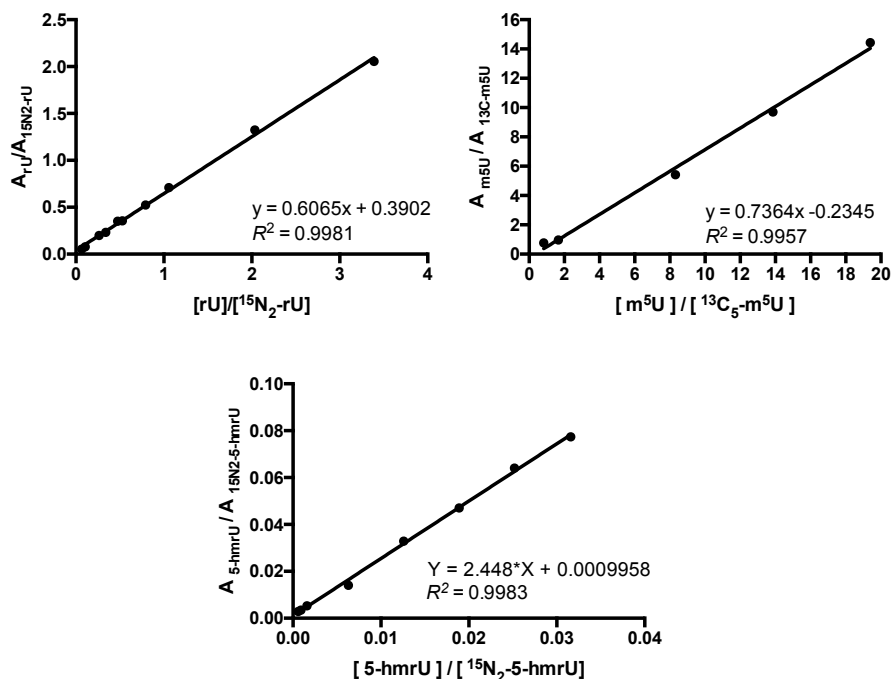 2.5
2.0
1.5
1.0
0.5
0.0
0 1 2 3 4
A_rU/A_15N2-rU
y = 0.6065x + 0.3902
R² = 0.9981
[rU]/[¹⁵N₂-rU]
16
14
12
10
8
6
4
2
0
0 2 4 6 8 10 12 14 16 18 20
A m5U / A 13C-m5U
y = 0.7364x -0.2345
R² = 0.9957
[ m⁵U ] / [ ¹³C₅-m⁵U ]
0.10
0.08
0.06
0.04
0.02
0.00
0.00 0.01 0.02 0.03 0.04
A 5-hmrU / A 15N2-5-hmrU
Y = 2.448*X + 0.0009958
R² = 0.9983
[ 5-hmrU ] / [ ¹⁵N₂-5-hmrU]